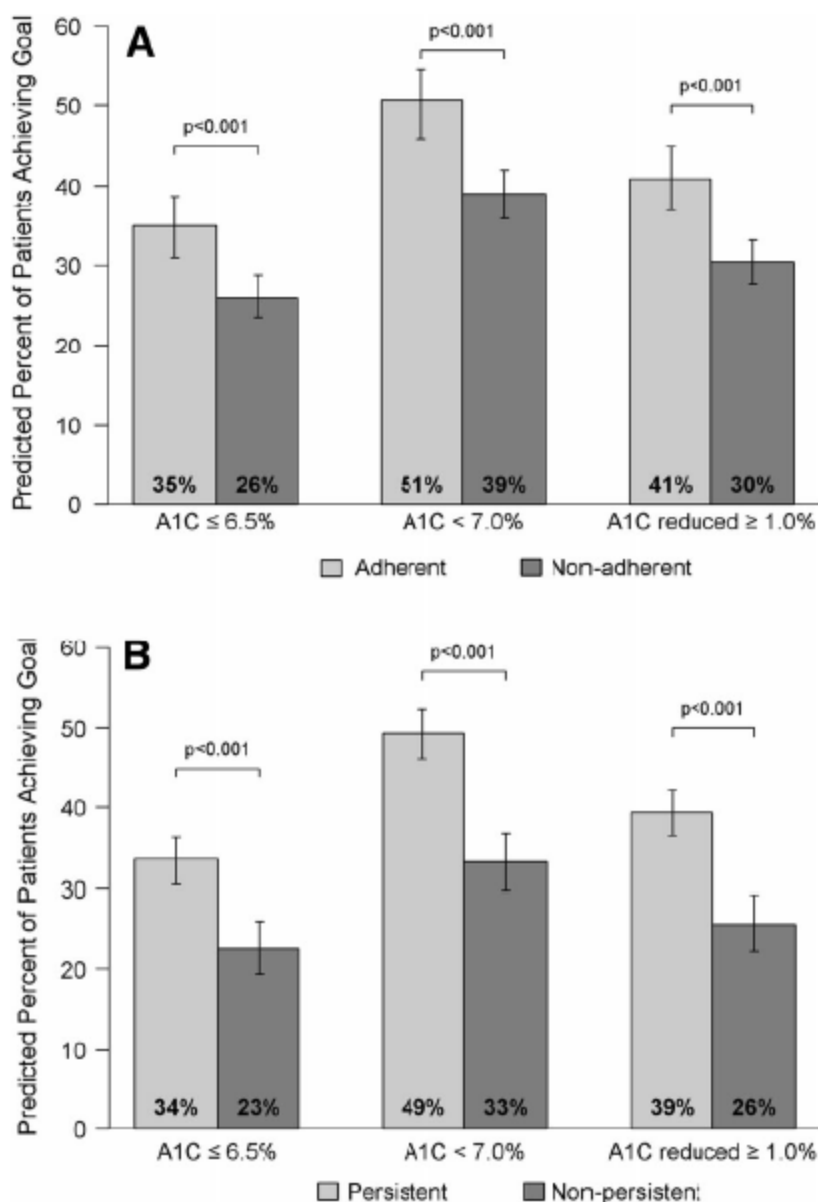 A
Predicted Percent of Patients Achieving Goal
60
50
40
30
20
10
0
p<0.001
p<0.001
p<0.001
35% 26% 51% 39% 41% 30%
A1C ≤ 6.5% A1C < 7.0% A1C reduced ≥ 1.0%
Adherent Non-adherent
B
Predicted Percent of Patients Achieving Goal
60
50
40
30
20
10
0
p<0.001
p<0.001
p<0.001
34% 23% 49% 33% 39% 26%
A1C ≤ 6.5% A1C < 7.0% A1C reduced ≥ 1.0%
Persistent Non-persistent